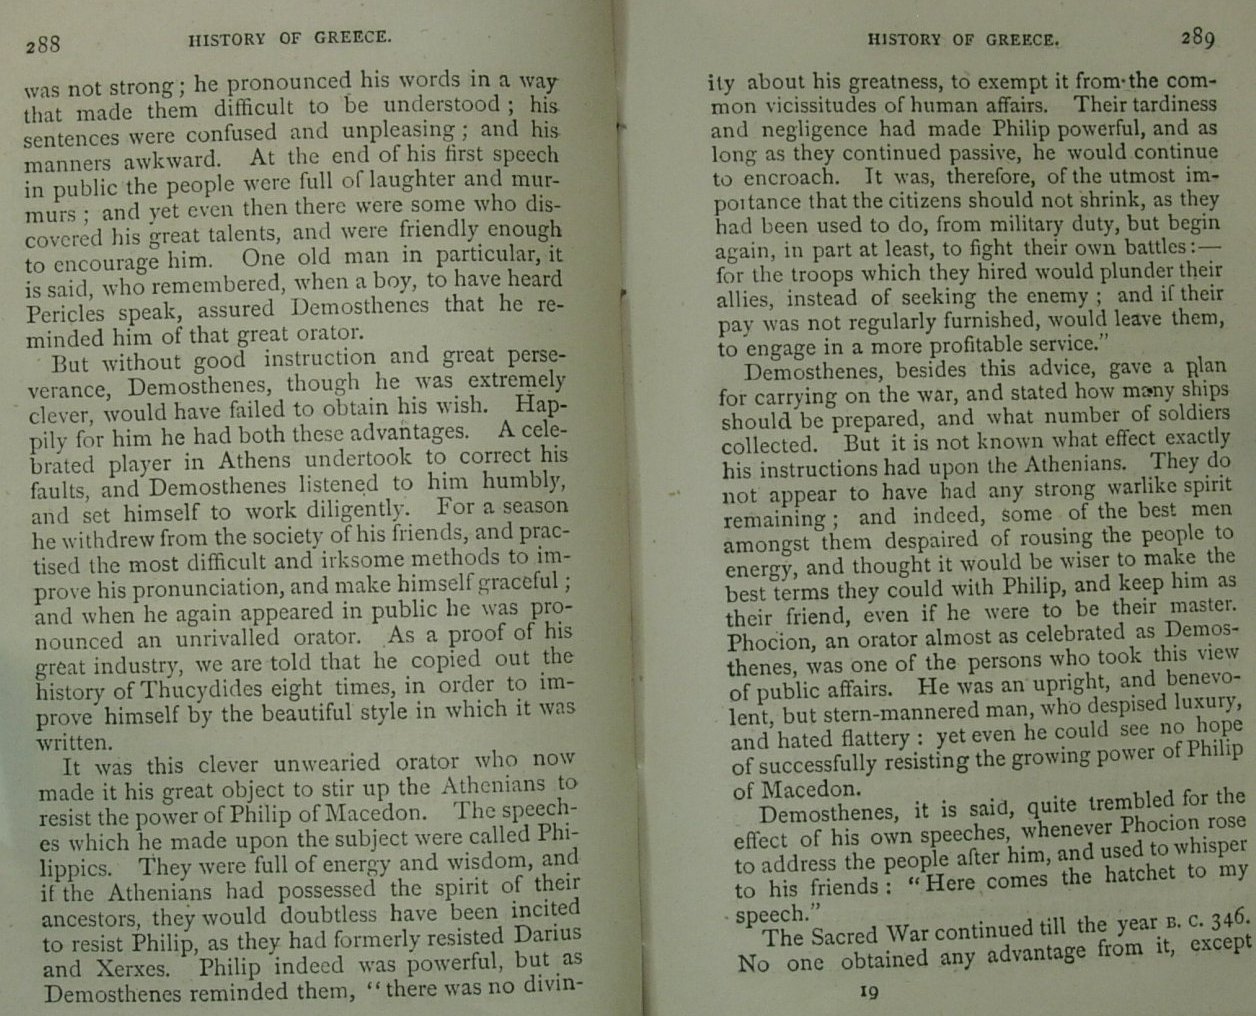 288 HISTORY OF GREECE.
was not strong; he pronounced his words in a way
that made them difficult to be understood; his
sentences were confused and unpleasing; and his
manners awkward. At the end of his first speech
in public the people were full of laughter and mur-
murs; and yet even then there were some who dis-
covered his great talents, and were friendly enough
to encourage him. One old man in particular, it
is said, who remembered, when a boy, to have heard
Pericles speak, assured Demosthenes that he re-
minded him of that great orator.
But without good instruction and great perse-
verance, Demosthenes, though he was extremely
clever, would have failed to obtain his wish. Hap-
pily for him he had both these advantages. A cele-
brated player in Athens undertook to correct his
faults, and Demosthenes listened to him humbly,
and set himself to work diligently. For a season
he withdrew from the society of his friends, and prac-
tised the most difficult and irksome methods to im-
prove his pronunciation, and make himself graceful;
and when he again appeared in public he was pro-
nounced an unrivalled orator. As a proof of his
great industry, we are told that he copied out the
history of Thucydides eight times, in order to im-
prove himself by the beautiful style in which it was
written.
It was this clever unwearied orator who now
made it his great object to stir up the Athenians to
resist the power of Philip of Macedon. The speech-
es which he made upon the subject were called Phi-
lippics. They were full of energy and wisdom, and
if the Athenians had possessed the spirit of their
ancestors, they would doubtless have been incited
to resist Philip, as they had formerly resisted Darius
and Xerxes. Philip indeed was powerful, but as
Demosthenes reminded them, "there was no divin-
HISTORY OF GREECE. 289
ity about his greatness, to exempt it from the com-
mon vicissitudes of human affairs. Their tardiness
and negligence had made Philip powerful, and as
long as they continued passive, he would continue
to encroach. It was, therefore, of the utmost im-
portance that the citizens should not shrink, as they
had been used to do, from military duty, but begin
again, in part at least, to fight their own battles:—
for the troops which they hired would plunder their
allies, instead of seeking the enemy; and if their
pay was not regularly furnished, would leave them,
to engage in a more profitable service."
Demosthenes, besides this advice, gave a plan
for carrying on the war, and stated how many ships
should be prepared, and what number of soldiers
collected. But it is not known what effect exactly
his instructions had upon the Athenians. They do
not appear to have had any strong warlike spirit
remaining; and indeed, some of the best men
amongst them despaired of rousing the people to
energy, and thought it would be wiser to make the
best terms they could with Philip, and keep him as
their friend, even if he were to be their master.
Phocion, an orator almost as celebrated as Demos-
thenes, was one of the persons who took this view
of public affairs. He was an upright, and benevo-
lent, but stern-mannered man, who despised luxury,
and hated flattery: yet even he could see no hope
of successfully resisting the growing power of Philip
of Macedon.
Demosthenes, it is said, quite trembled for the
effect of his own speeches, whenever Phocion rose
to address the people after him, and used to whisper
to his friends: "Here comes the hatchet to my
speech."
The Sacred War continued till the year B. C. 346.
No one obtained any advantage from it, except
19